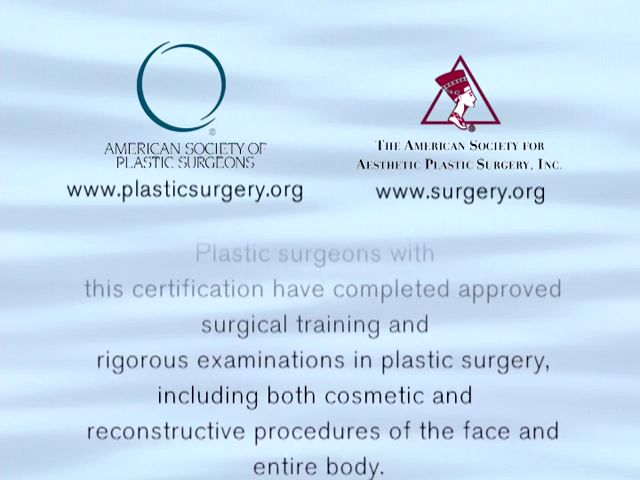 AMERICAN SOCIETY OF
PLASTIC SURGEONS
www.plasticsurgery.org
THE AMERICAN SOCIETY FOR
AESTHETIC PLASTIC SURGERY, INC.
www.surgery.org
Plastic surgeons with
this certification have completed approved
surgical training and
rigorous examinations in plastic surgery,
including both cosmetic and
reconstructive procedures of the face and
entire body.